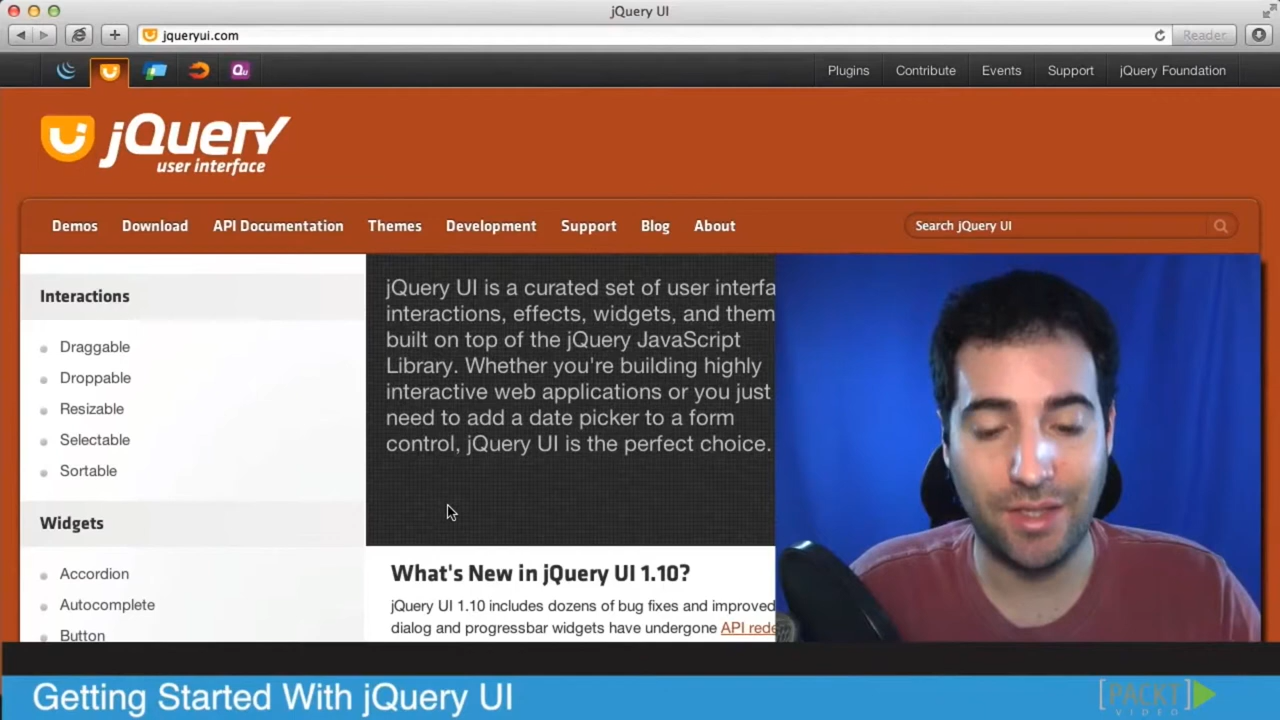 jQuery UI
jqueryui.com
Reader
Plugins
Contribute
Events
Support
jQuery Foundation
jQuery
user interface
Demos
Download
API Documentation
Themes
Development
Support
Blog
About
Search jQuery UI
Interactions
Draggable
Droppable
Resizable
Selectable
Sortable
Widgets
Accordion
Autocomplete
Button
jQuery UI is a curated set of user interfa
interactions, effects, widgets, and them
built on top of the jQuery JavaScript
Library. Whether you're building highly
interactive web applications or you just
need to add a date picker to a form
control, jQuery UI is the perfect choice.
What's New in jQuery UI 1.10?
jQuery UI 1.10 includes dozens of bug fixes and improved
dialog and progressbar widgets have undergone API rede
Getting Started With jQuery UI
[PACKT]
VIDEO